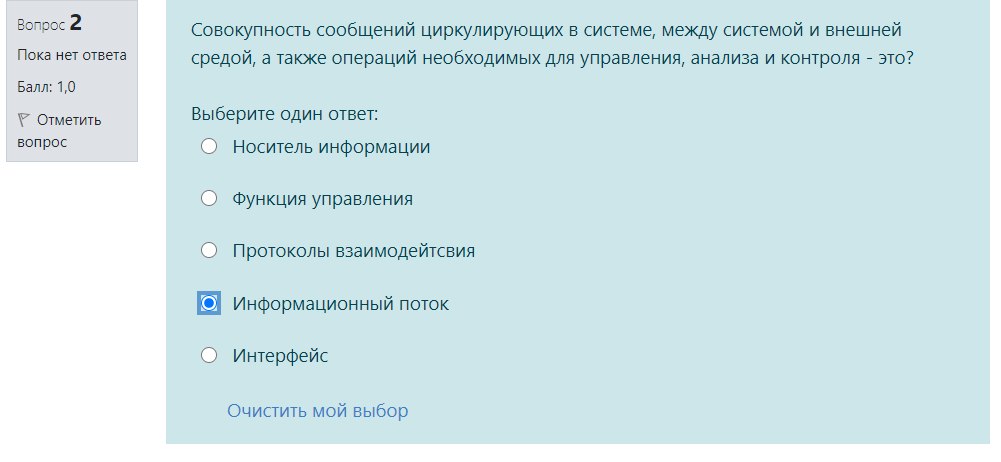 Вопрос 2
Пока нет ответа
Балл: 1,0
Отметить
вопрос
Совокупность сообщений циркулирующих в системе, между системой и внешней
средой, а также операций необходимых для управления, анализа и контроля - это?
Выберите один ответ:
Носитель информации
Функция управления
Протоколы взаимодейтсвия
Информационный поток
Интерфейс
Очистить мой выбор